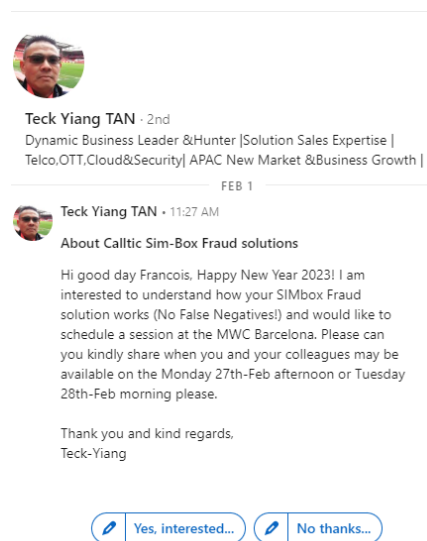 Teck Yiang TAN · 2nd
Dynamic Business Leader &Hunter |Solution Sales Expertise |
Telco,OTT,Cloud&Security| APAC New Market &Business Growth |
FEB 1
Teck Yiang TAN • 11:27 AM
About Calltic Sim-Box Fraud solutions
Hi good day Francois, Happy New Year 2023! I am
interested to understand how your SIMbox Fraud
solution works (No False Negatives!) and would like to
schedule a session at the MWC Barcelona. Please can
you kindly share when you and your colleagues may be
available on the Monday 27th-Feb afternoon or Tuesday
28th-Feb morning please.
Thank you and kind regards,
Teck-Yiang
Yes, interested... No thanks...